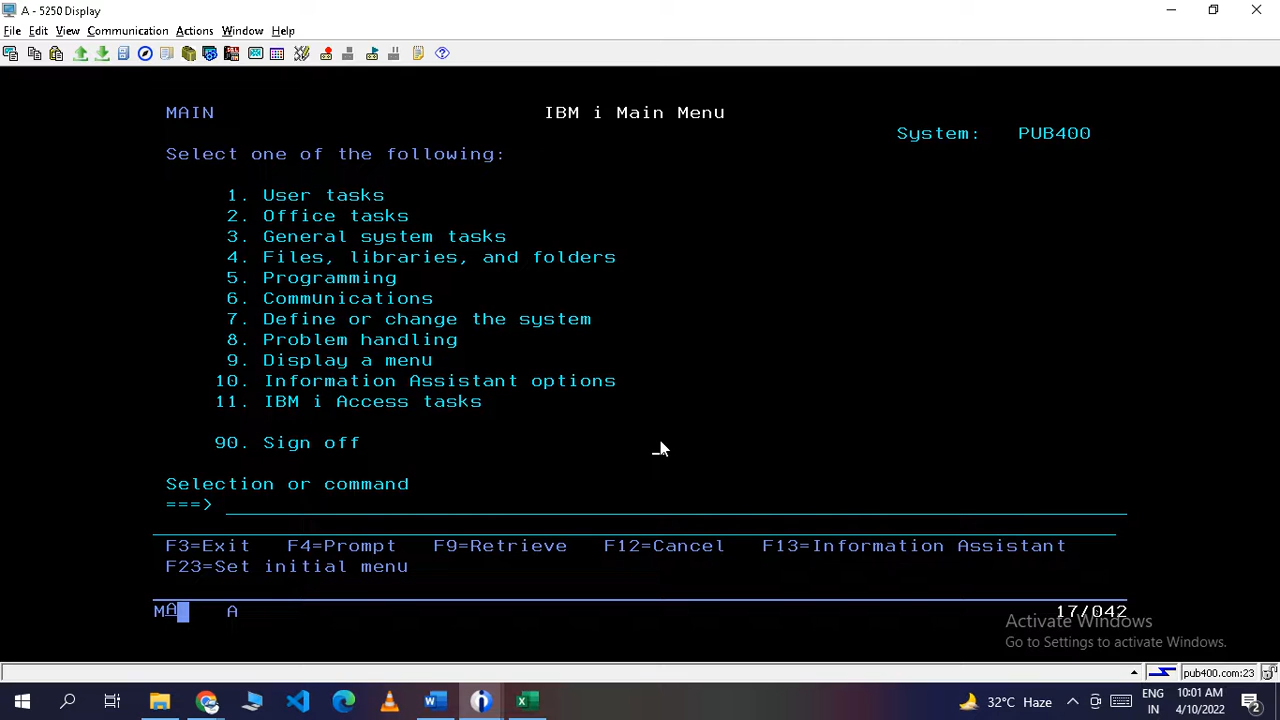 A - 5250 Display
File Edit View Communication Actions Window Help
MAIN IBM i Main Menu
System: PUB400
Select one of the following:
1. User tasks
2. Office tasks
3. General system tasks
4. Files, libraries, and folders
5. Programming
6. Communications
7. Define or change the system
8. Problem handling
9. Display a menu
10. Information Assistant options
11. IBM i Access tasks
90. Sign off
Selection or command
===>
F3=Exit F4=Prompt F9=Retrieve F12=Cancel F13=Information Assistant
F23=Set initial menu
MA A 17/042
Activate Windows
Go to Settings to activate Windows.
pub400.com:23
32°C Haze ENG 10:01 AM
IN 4/10/2022 2